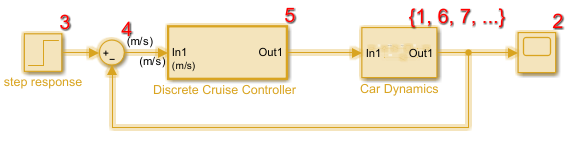 {1, 6, 7, ...}
3
4
5
2
(m/s)
+
−
(m/s)
In1
Out1
(m/s)
In1
Out1
step response
Discrete Cruise Controller
Car Dynamics